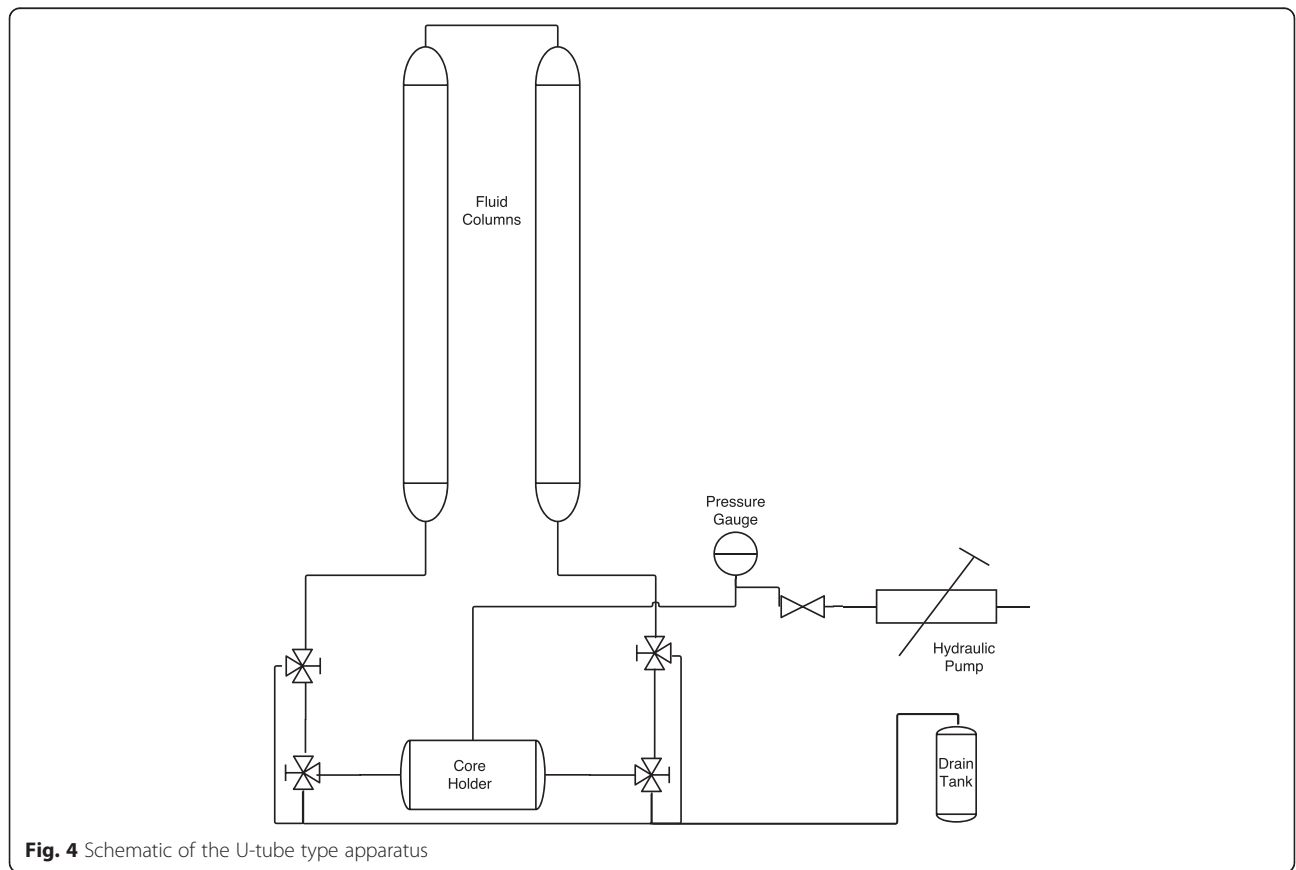 Fluid
Columns
Pressure
Gauge
Hydraulic
Pump
Core
Holder
Drain
Tank
Fig. 4 Schematic of the U-tube type apparatus